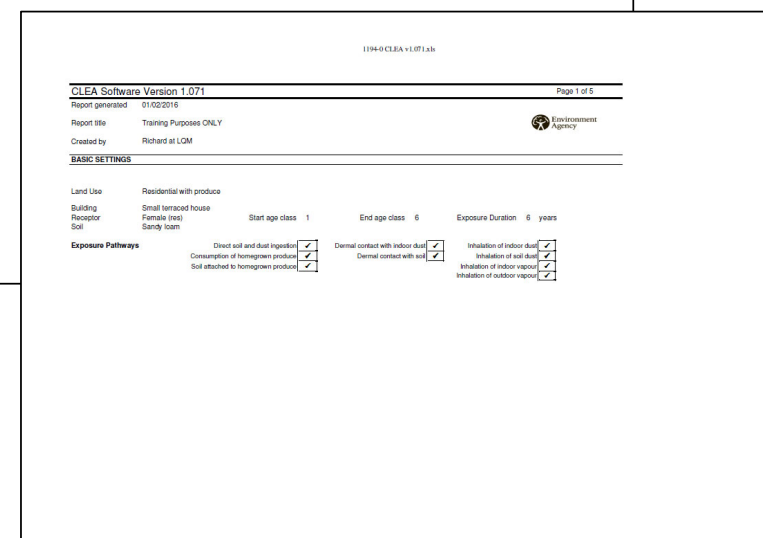 1194-0 CLEA v1.071.xls
CLEA Software Version 1.071 Page 1 of 5
Report generated 01/02/2016
Report title Training Purposes ONLY
Environment Agency
Created by Richard at LQM
BASIC SETTINGS
Land Use Residential with produce
Building Small terraced house
Receptor Female (res) Start age class 1 End age class 6 Exposure Duration 6 years
Soil Sandy loam
Exposure Pathways Direct soil and dust ingestion ✓ Dermal contact with indoor dust ✓ Inhalation of indoor dust ✓
Consumption of homegrown produce ✓ Dermal contact with soil ✓ Inhalation of soil dust ✓
Soil attached to homegrown produce ✓ Inhalation of indoor vapour ✓
Inhalation of outdoor vapour ✓